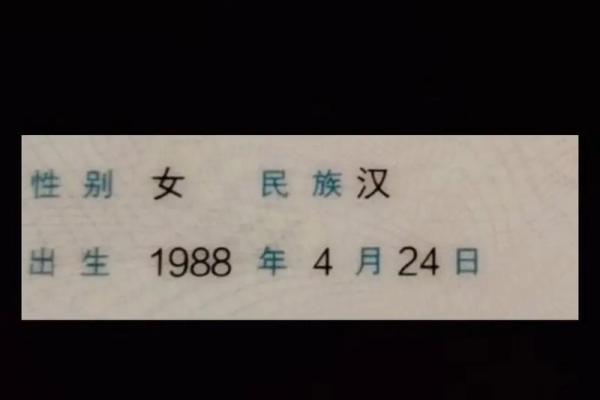 性别 女 民族 汉
出生 1988 年 4 月 24 日